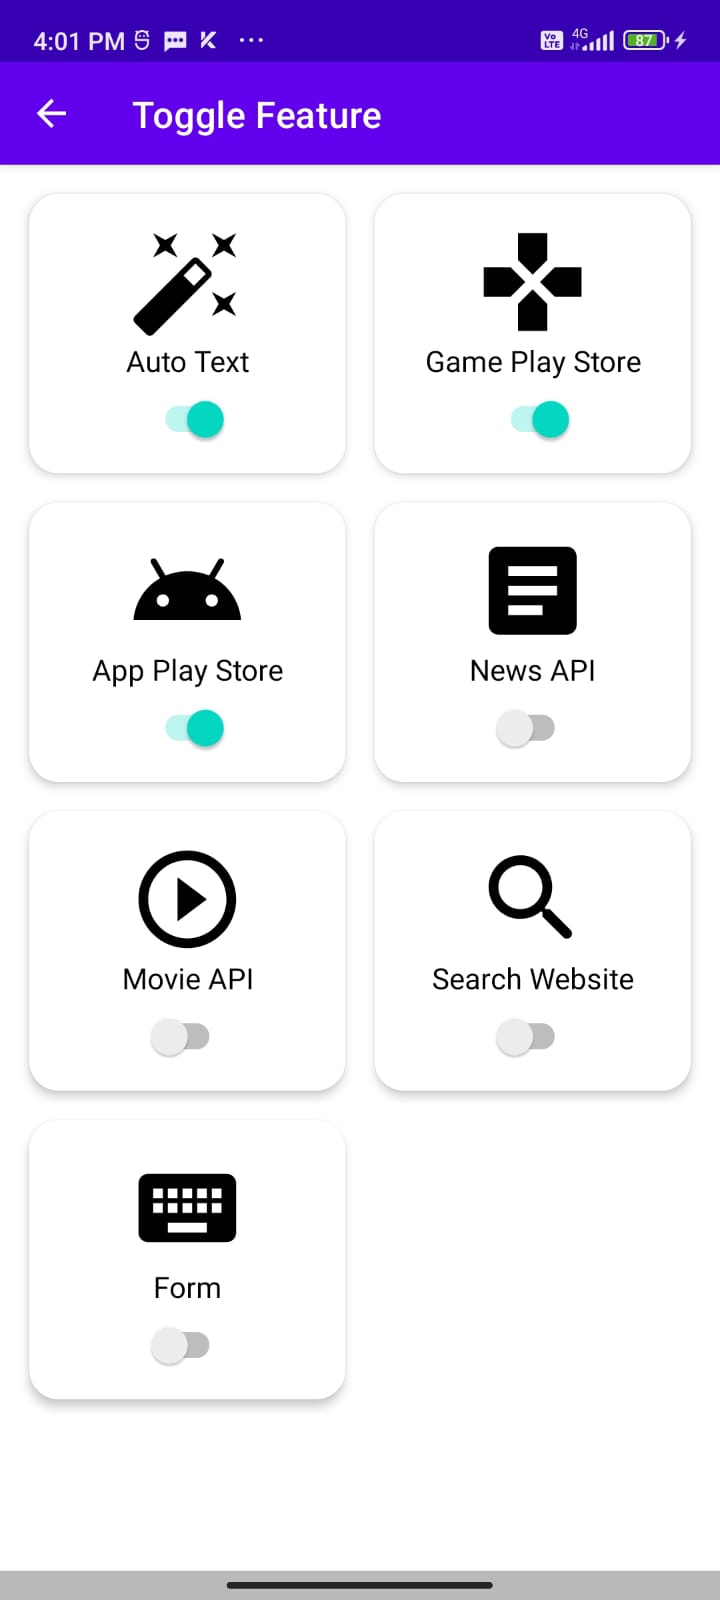 4:01 PM
Vo LTE
4G
87
Toggle Feature
Auto Text
Game Play Store
App Play Store
News API
Movie API
Search Website
Form